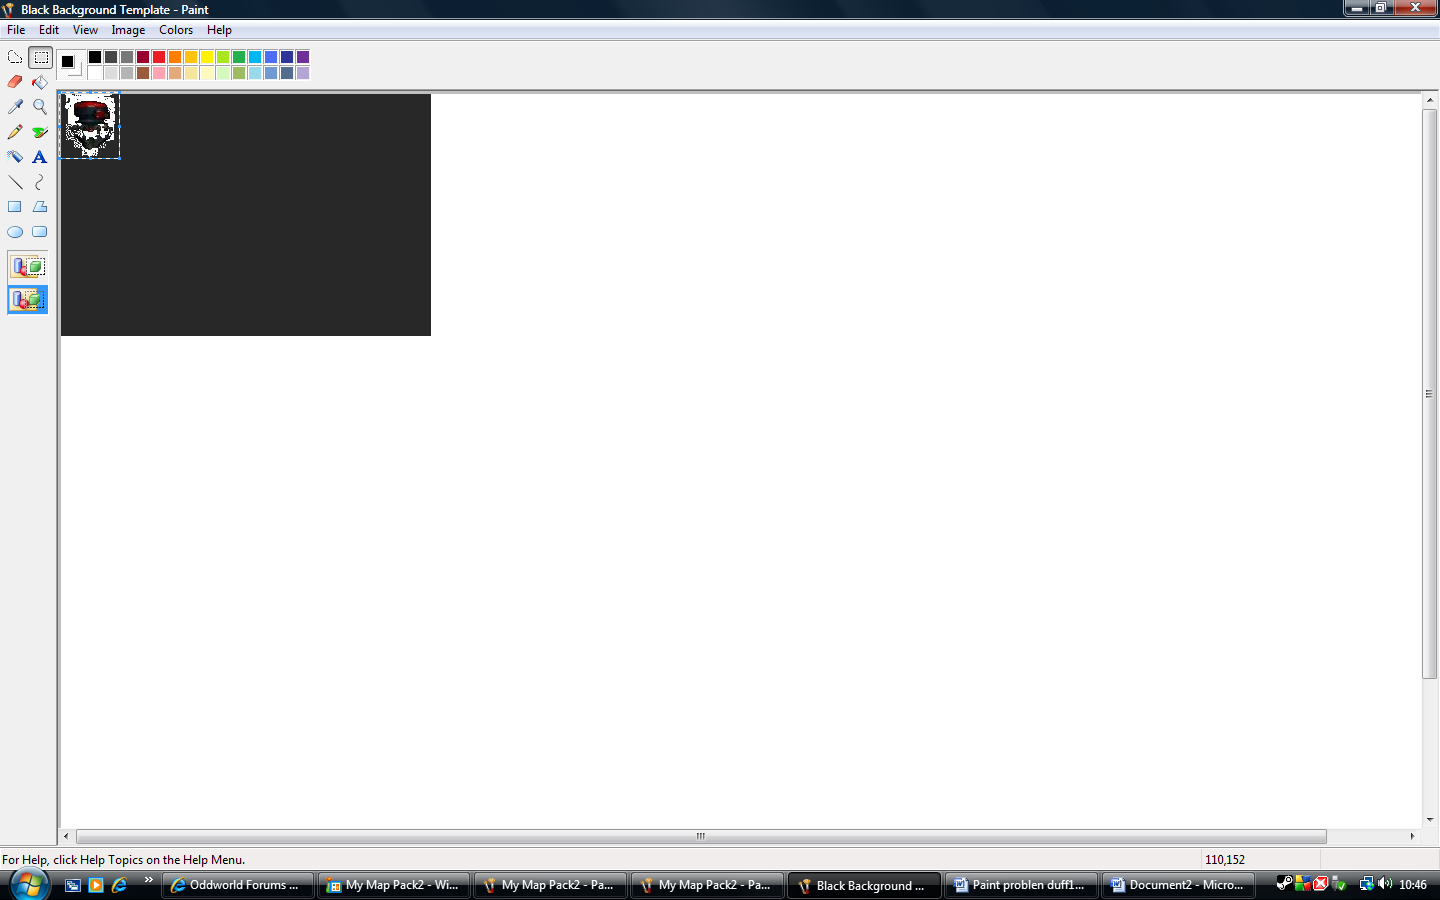 Black Background Template - Paint
File Edit View Image Colors Help
For Help, click Help Topics on the Help Menu.
110,152
Oddworld Forums ...
My Map Pack2 - Wi...
My Map Pack2 - Pa...
My Map Pack2 - Pa...
Black Background ...
Paint problen duff1...
Document2 - Micro...
10:46